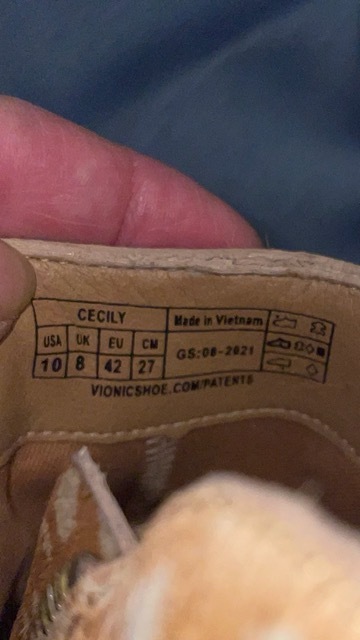 CECILY
Made in Vietnam
USA UK EU CM
10 8 42 27
GS:08-2021
VIONICSHOE.COM/PATENTS